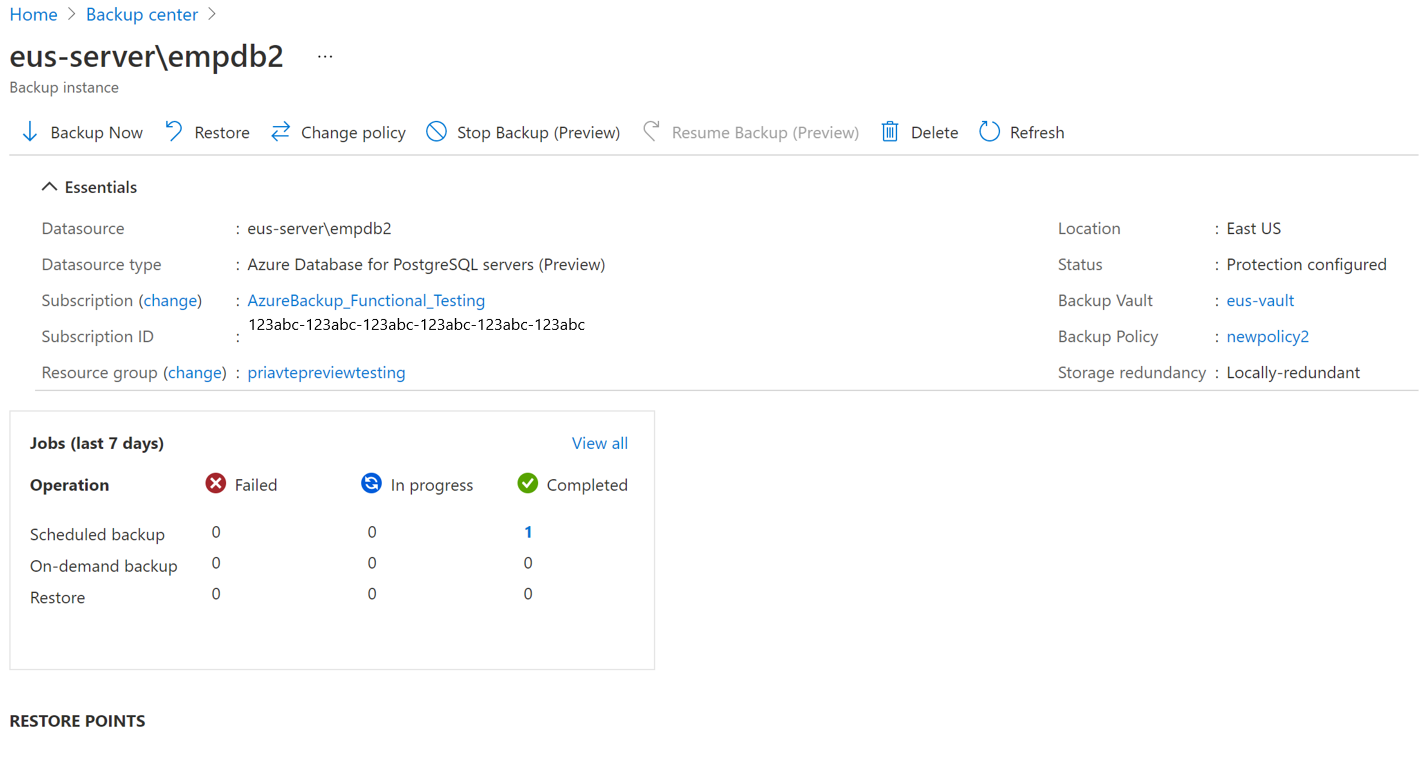 Home > Backup center >
eus-server\empdb2 ...
Backup instance
Backup Now Restore Change policy Stop Backup (Preview) Resume Backup (Preview) Delete Refresh
Essentials
Datasource : eus-server\empdb2 Location : East US
Datasource type : Azure Database for PostgreSQL servers (Preview) Status : Protection configured
Subscription (change) : AzureBackup_Functional_Testing Backup Vault : eus-vault
Subscription ID : 123abc-123abc-123abc-123abc-123abc-123abc Backup Policy : newpolicy2
Resource group (change) : priavtepreviewtesting Storage redundancy : Locally-redundant
Jobs (last 7 days) View all
Operation Failed In progress Completed
Scheduled backup 0 0 1
On-demand backup 0 0 0
Restore 0 0 0
RESTORE POINTS